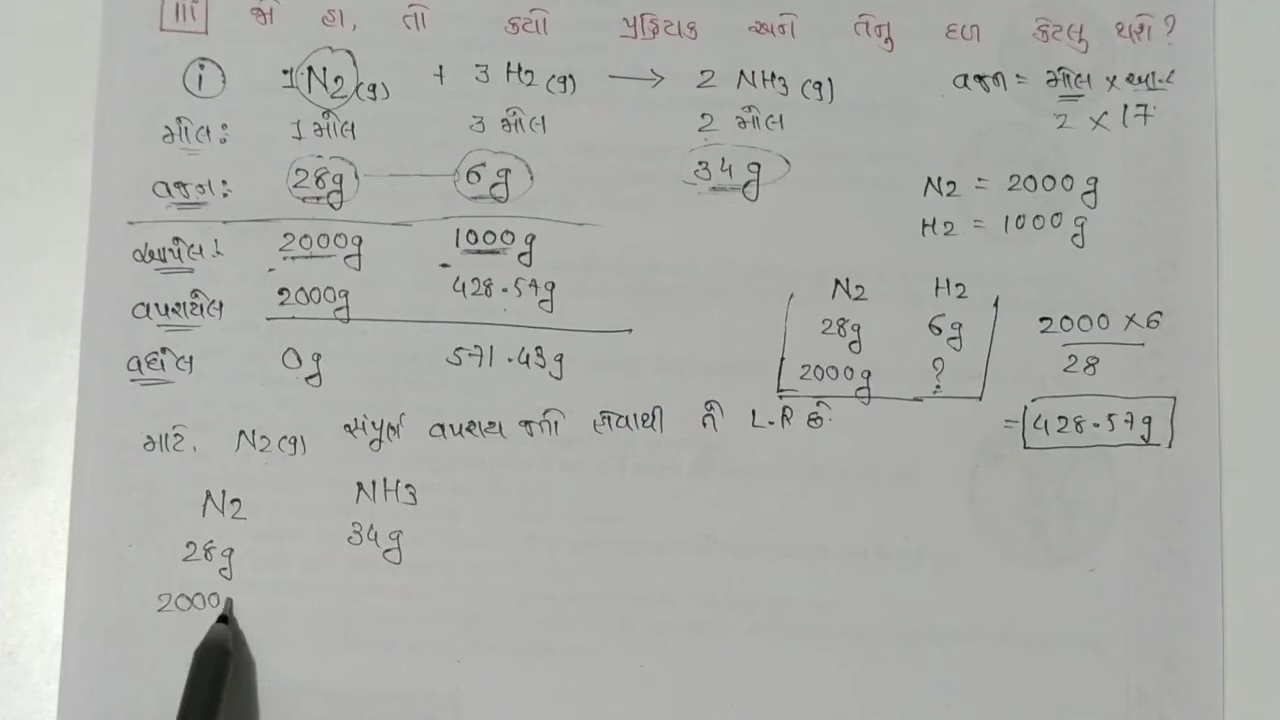 III જો હા, તો કયો પ્રક્રિયક અને તેનુ દળ કેટલુ થશે?
i 1 N2(g) + 3 H2(g) → 2 NH3(g)
વજન = મોલ ×
2 × 17
મોલ: 1 મોલ 3 મોલ 2 મોલ
વજન: 28g 6g 34g
N2 = 2000g
H2 = 1000g
આપેલ: 2000g 1000g
વપરાયેલ 2000g 428.57g
વધેલ 0g 571.43g
N2 H2
28g 6g
2000g ?
2000 × 6
28
= 428.57g
માટે, N2(g) સંપૂર્ણ વપરાય જતી હોવાથી તે L.R છે.
N2 NH3
28g 34g
2000